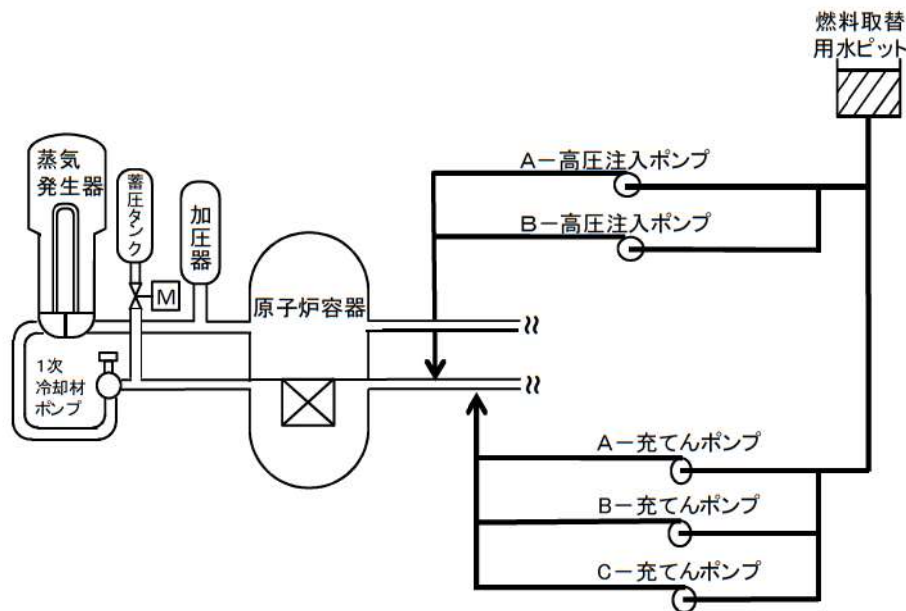 燃料取替
用水ピット
A－高圧注入ポンプ
B－高圧注入ポンプ
蒸気
発生器
蓄圧タンク
加圧器
M
原子炉容器
1次
冷却材
ポンプ
A－充てんポンプ
B－充てんポンプ
C－充てんポンプ